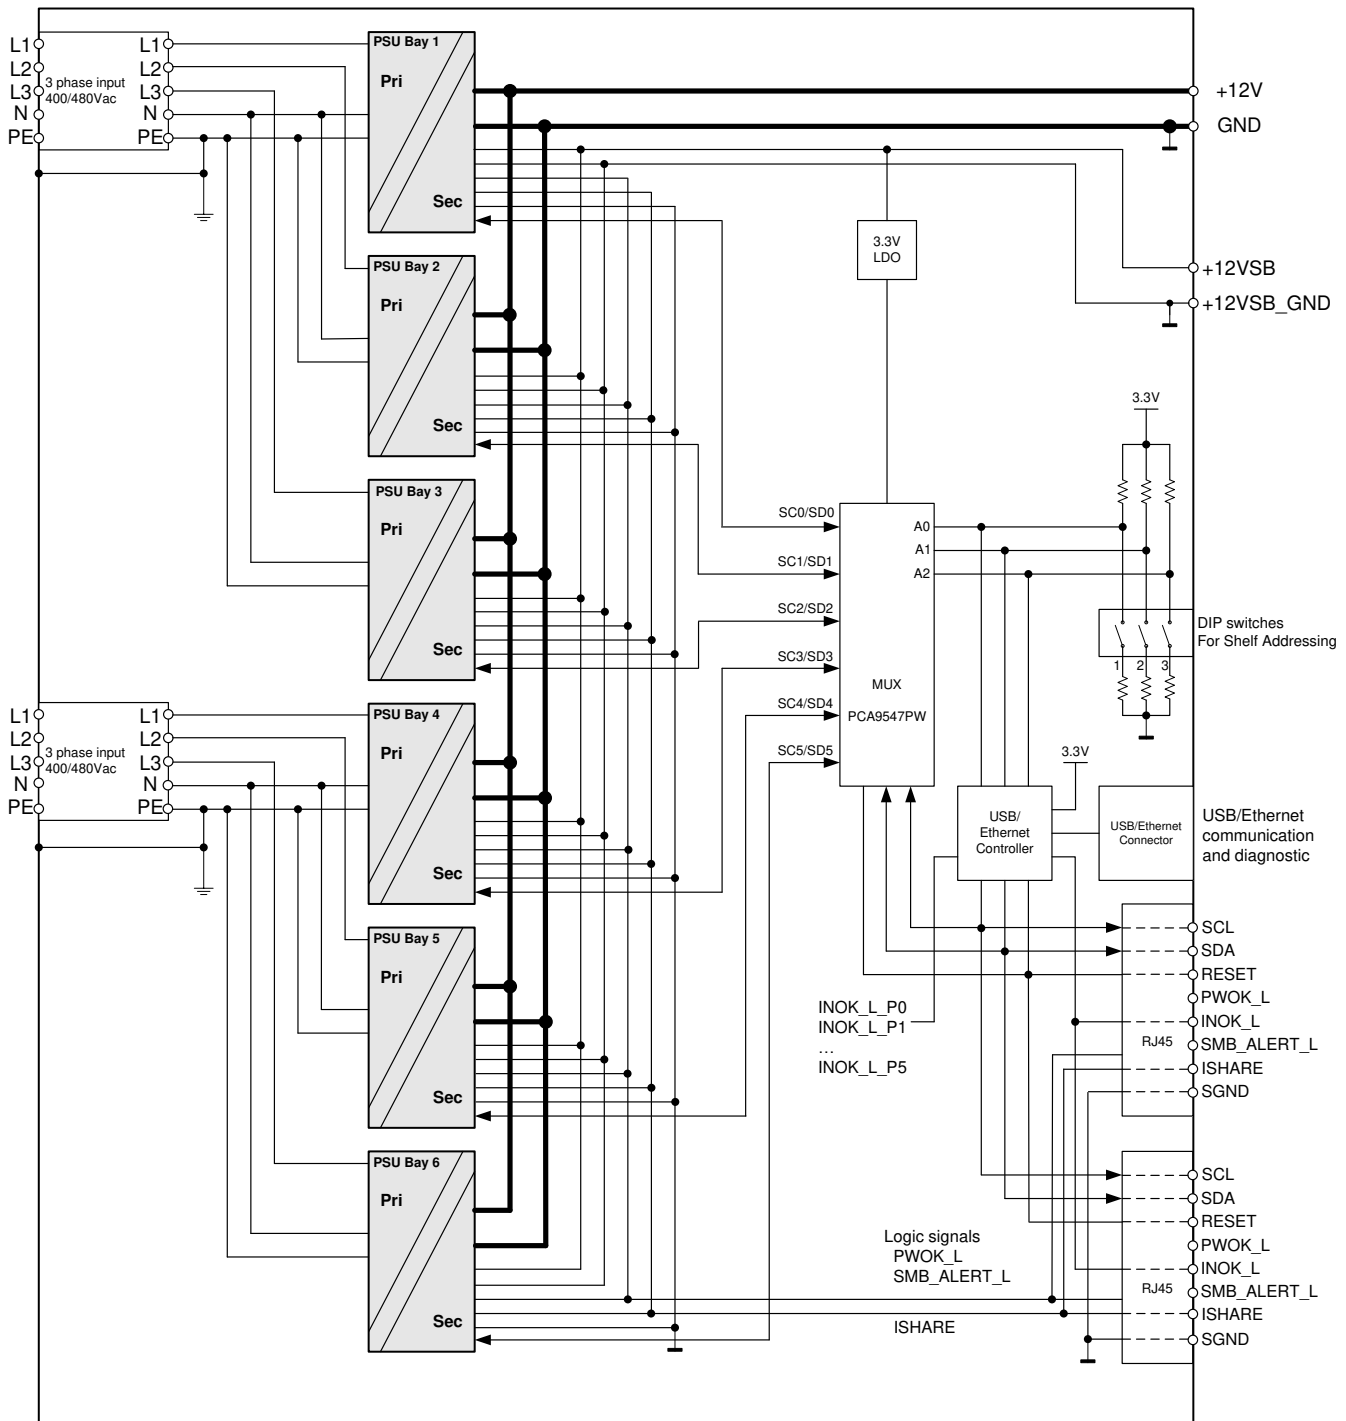 L1
L2
L3
N
PE
3 phase input
400/480Vac
L1
L2
L3
N
PE
PSU Bay 1
Pri
Sec
+12V
GND
3.3V
LDO
+12VSB
+12VSB_GND
PSU Bay 2
Pri
Sec
3.3V
PSU Bay 3
Pri
Sec
SC0/SD0
SC1/SD1
SC2/SD2
SC3/SD3
SC4/SD4
SC5/SD5
A0
A1
A2
MUX
PCA9547PW
DIP switches
For Shelf Addressing
1 2 3
L1
L2
L3
N
PE
3 phase input
400/480Vac
L1
L2
L3
N
PE
PSU Bay 4
Pri
Sec
3.3V
USB/
Ethernet
Controller
USB/Ethernet
Connector
USB/Ethernet
communication
and diagnostic
PSU Bay 5
Pri
Sec
INOK_L_P0
INOK_L_P1
...
INOK_L_P5
RJ45
SCL
SDA
RESET
PWOK_L
INOK_L
SMB_ALERT_L
ISHARE
SGND
PSU Bay 6
Pri
Sec
Logic signals
PWOK_L
SMB_ALERT_L
ISHARE
RJ45
SCL
SDA
RESET
PWOK_L
INOK_L
SMB_ALERT_L
ISHARE
SGND